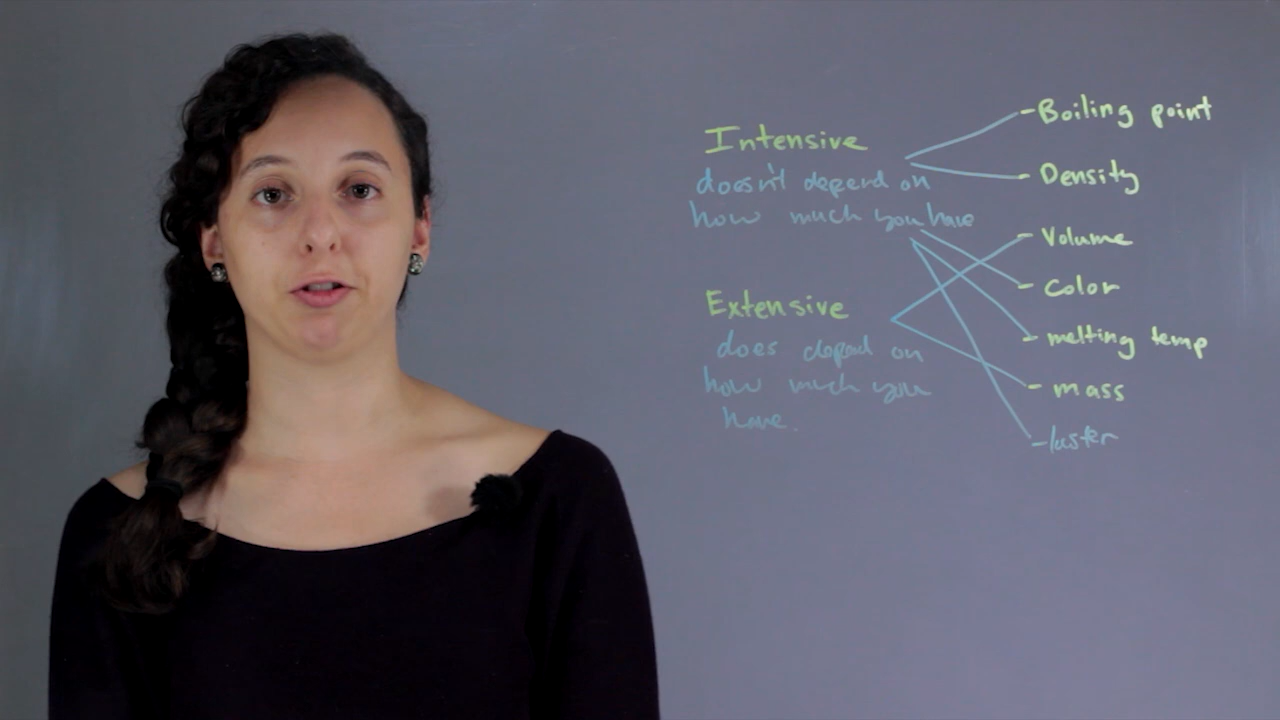 Intensive
doesn't depend on
how much you have
Extensive
does depend on
how much you
have.
- Boiling point
- Density
- Volume
- Color
- melting temp
- mass
- luster